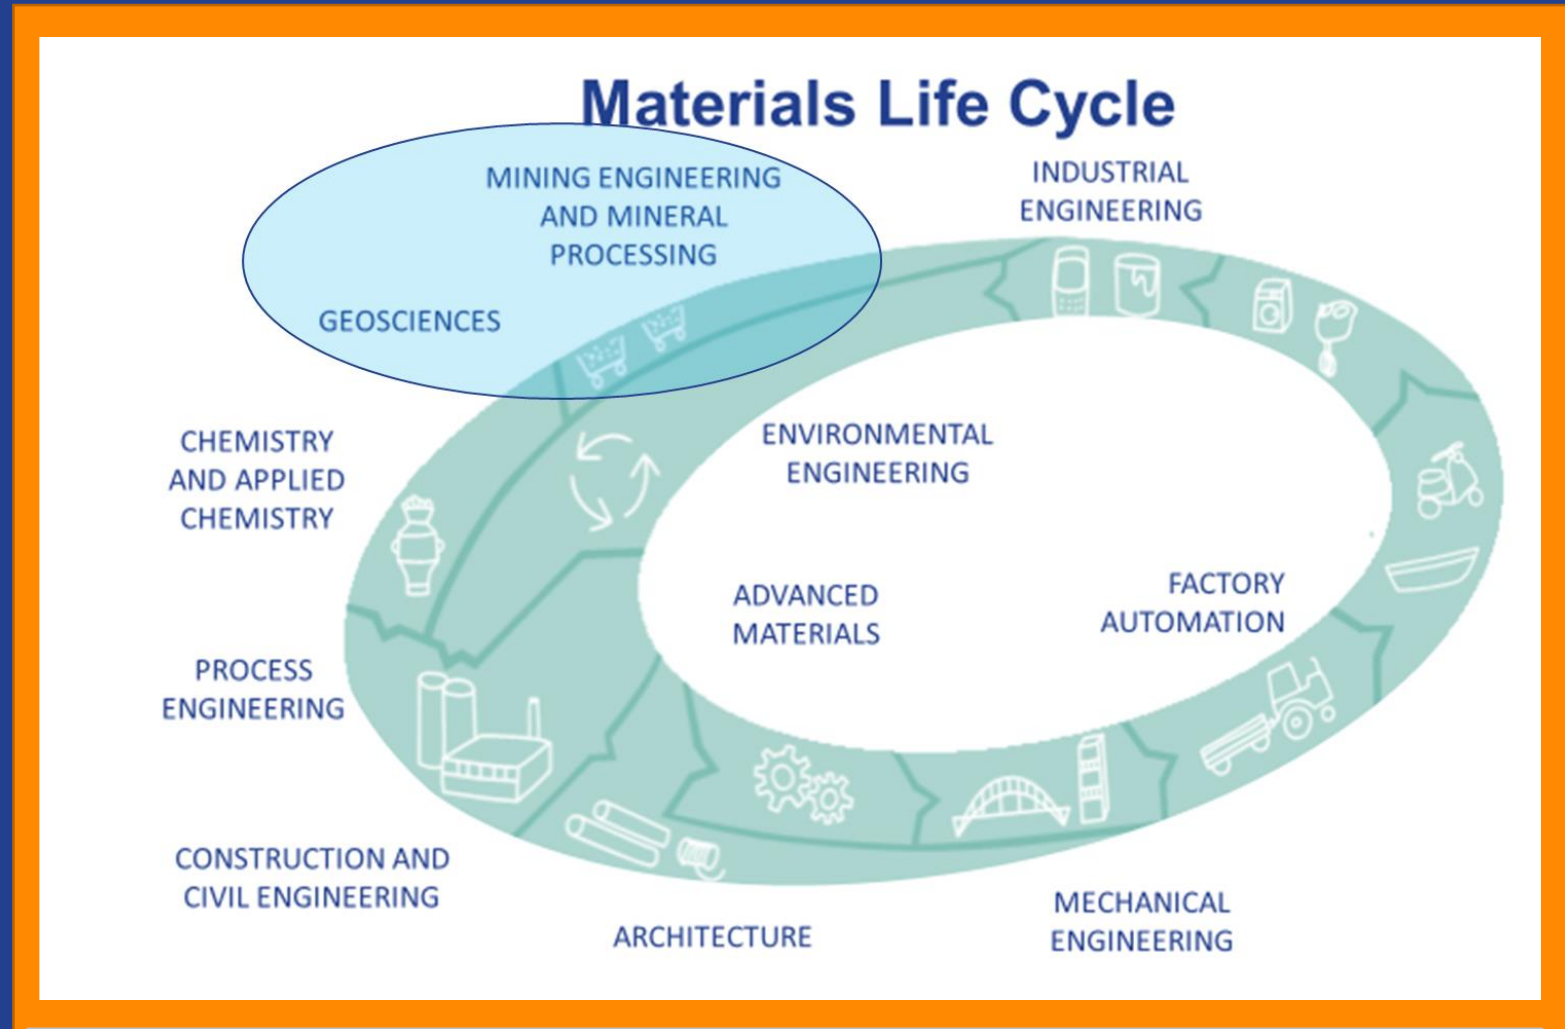 Materials Life Cycle
MINING ENGINEERING
AND MINERAL
PROCESSING
GEOSCIENCES
INDUSTRIAL
ENGINEERING
CHEMISTRY
AND APPLIED
CHEMISTRY
ENVIRONMENTAL
ENGINEERING
ADVANCED
MATERIALS
FACTORY
AUTOMATION
PROCESS
ENGINEERING
CONSTRUCTION AND
CIVIL ENGINEERING
ARCHITECTURE
MECHANICAL
ENGINEERING